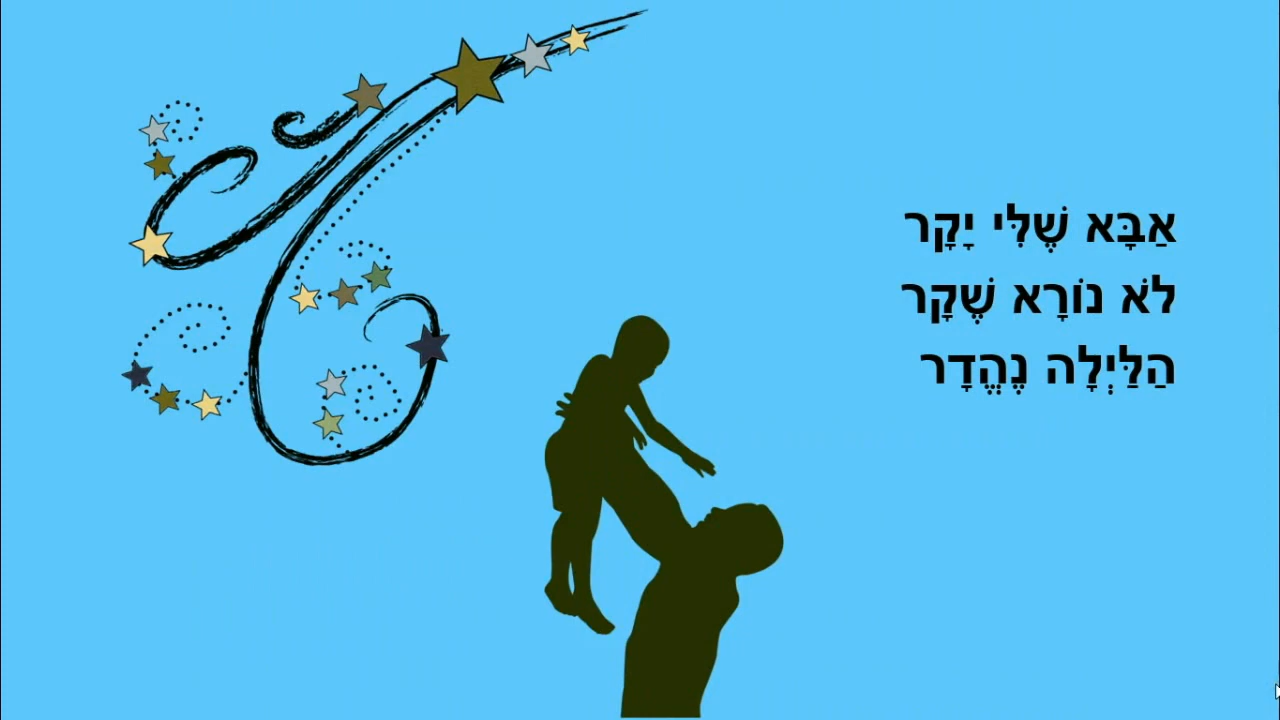 אַבָּא שֶׁלִּי יָקָר
לֹא נוֹרָא שֶׁקָר
הַלַּיְלָה נֶהֱדָר